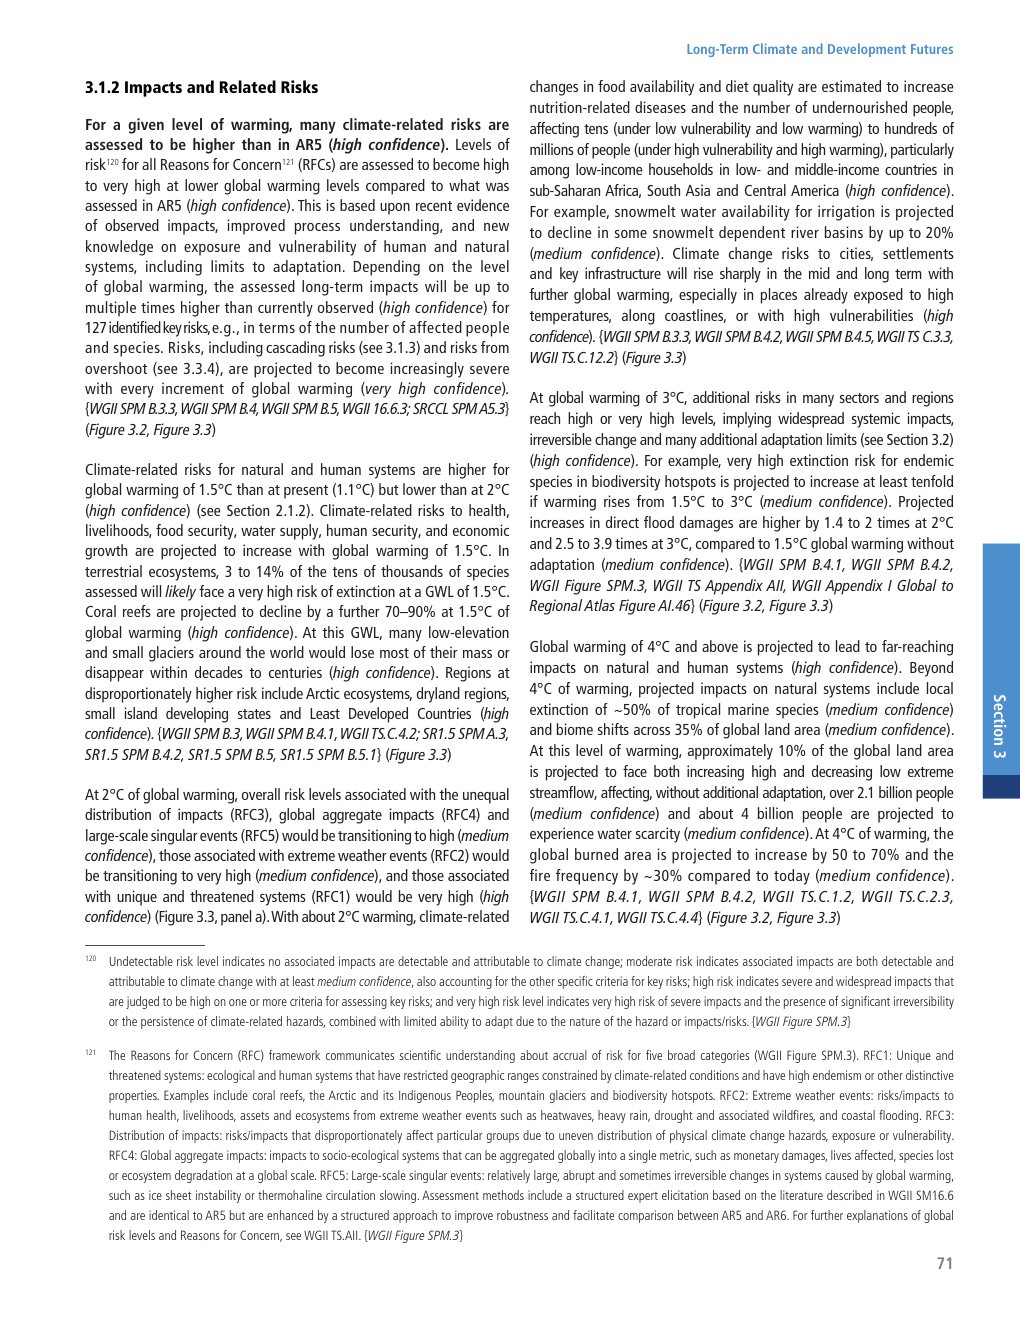 Long-Term Climate and Development Futures
3.1.2 Impacts and Related Risks
For a given level of warming, many climate-related risks are
assessed to be higher than in AR5 (high confidence). Levels of
risk120 for all Reasons for Concern121 (RFCs) are assessed to become high
to very high at lower global warming levels compared to what was
assessed in AR5 (high confidence). This is based upon recent evidence
of observed impacts, improved process understanding, and new
knowledge on exposure and vulnerability of human and natural
systems, including limits to adaptation. Depending on the level
of global warming, the assessed long-term impacts will be up to
multiple times higher than currently observed (high confidence) for
127 identified key risks, e.g., in terms of the number of affected people
and species. Risks, including cascading risks (see 3.1.3) and risks from
overshoot (see 3.3.4), are projected to become increasingly severe
with every increment of global warming (very high confidence).
{WGII SPM B.3.3, WGII SPM B.4, WGII SPM B.5, WGII 16.6.3; SRCCL SPM A5.3}
(Figure 3.2, Figure 3.3)
Climate-related risks for natural and human systems are higher for
global warming of 1.5°C than at present (1.1°C) but lower than at 2°C
(high confidence) (see Section 2.1.2). Climate-related risks to health,
livelihoods, food security, water supply, human security, and economic
growth are projected to increase with global warming of 1.5°C. In
terrestrial ecosystems, 3 to 14% of the tens of thousands of species
assessed will likely face a very high risk of extinction at a GWL of 1.5°C.
Coral reefs are projected to decline by a further 70–90% at 1.5°C of
global warming (high confidence). At this GWL, many low-elevation
and small glaciers around the world would lose most of their mass or
disappear within decades to centuries (high confidence). Regions at
disproportionately higher risk include Arctic ecosystems, dryland regions,
small island developing states and Least Developed Countries (high
confidence). {WGII SPM B.3, WGII SPM B.4.1, WGII TS.C.4.2; SR1.5 SPM A.3,
SR1.5 SPM B.4.2, SR1.5 SPM B.5, SR1.5 SPM B.5.1} (Figure 3.3)
At 2°C of global warming, overall risk levels associated with the unequal
distribution of impacts (RFC3), global aggregate impacts (RFC4) and
large-scale singular events (RFC5) would be transitioning to high (medium
confidence), those associated with extreme weather events (RFC2) would
be transitioning to very high (medium confidence), and those associated
with unique and threatened systems (RFC1) would be very high (high
confidence) (Figure 3.3, panel a). With about 2°C warming, climate-related
changes in food availability and diet quality are estimated to increase
nutrition-related diseases and the number of undernourished people,
affecting tens (under low vulnerability and low warming) to hundreds of
millions of people (under high vulnerability and high warming), particularly
among low-income households in low- and middle-income countries in
sub-Saharan Africa, South Asia and Central America (high confidence).
For example, snowmelt water availability for irrigation is projected
to decline in some snowmelt dependent river basins by up to 20%
(medium confidence). Climate change risks to cities, settlements
and key infrastructure will rise sharply in the mid and long term with
further global warming, especially in places already exposed to high
temperatures, along coastlines, or with high vulnerabilities (high
confidence). {WGII SPM B.3.3, WGII SPM B.4.2, WGII SPM B.4.5, WGII TS C.3.3,
WGII TS.C.12.2} (Figure 3.3)
At global warming of 3°C, additional risks in many sectors and regions
reach high or very high levels, implying widespread systemic impacts,
irreversible change and many additional adaptation limits (see Section 3.2)
(high confidence). For example, very high extinction risk for endemic
species in biodiversity hotspots is projected to increase at least tenfold
if warming rises from 1.5°C to 3°C (medium confidence). Projected
increases in direct flood damages are higher by 1.4 to 2 times at 2°C
and 2.5 to 3.9 times at 3°C, compared to 1.5°C global warming without
adaptation (medium confidence). {WGII SPM B.4.1, WGII SPM B.4.2,
WGII Figure SPM.3, WGII TS Appendix AII, WGII Appendix I Global to
Regional Atlas Figure AI.46} (Figure 3.2, Figure 3.3)
Global warming of 4°C and above is projected to lead to far-reaching
impacts on natural and human systems (high confidence). Beyond
4°C of warming, projected impacts on natural systems include local
extinction of ~50% of tropical marine species (medium confidence)
and biome shifts across 35% of global land area (medium confidence).
At this level of warming, approximately 10% of the global land area
is projected to face both increasing high and decreasing low extreme
streamflow, affecting, without additional adaptation, over 2.1 billion people
(medium confidence) and about 4 billion people are projected to
experience water scarcity (medium confidence). At 4°C of warming, the
global burned area is projected to increase by 50 to 70% and the
fire frequency by ~30% compared to today (medium confidence).
{WGII SPM B.4.1, WGII SPM B.4.2, WGII TS.C.1.2, WGII TS.C.2.3,
WGII TS.C.4.1, WGII TS.C.4.4} (Figure 3.2, Figure 3.3)
Section 3
120 Undetectable risk level indicates no associated impacts are detectable and attributable to climate change; moderate risk indicates associated impacts are both detectable and
attributable to climate change with at least medium confidence, also accounting for the other specific criteria for key risks; high risk indicates severe and widespread impacts that
are judged to be high on one or more criteria for assessing key risks; and very high risk level indicates very high risk of severe impacts and the presence of significant irreversibility
or the persistence of climate-related hazards, combined with limited ability to adapt due to the nature of the hazard or impacts/risks. {WGII Figure SPM.3}
121 The Reasons for Concern (RFC) framework communicates scientific understanding about accrual of risk for five broad categories (WGII Figure SPM.3). RFC1: Unique and
threatened systems: ecological and human systems that have restricted geographic ranges constrained by climate-related conditions and have high endemism or other distinctive
properties. Examples include coral reefs, the Arctic and its Indigenous Peoples, mountain glaciers and biodiversity hotspots. RFC2: Extreme weather events: risks/impacts to
human health, livelihoods, assets and ecosystems from extreme weather events such as heatwaves, heavy rain, drought and associated wildfires, and coastal flooding. RFC3:
Distribution of impacts: risks/impacts that disproportionately affect particular groups due to uneven distribution of physical climate change hazards, exposure or vulnerability.
RFC4: Global aggregate impacts: impacts to socio-ecological systems that can be aggregated globally into a single metric, such as monetary damages, lives affected, species lost
or ecosystem degradation at a global scale. RFC5: Large-scale singular events: relatively large, abrupt and sometimes irreversible changes in systems caused by global warming,
such as ice sheet instability or thermohaline circulation slowing. Assessment methods include a structured expert elicitation based on the literature described in WGII SM16.6
and are identical to AR5 but are enhanced by a structured approach to improve robustness and facilitate comparison between AR5 and AR6. For further explanations of global
risk levels and Reasons for Concern, see WGII TS.AII. {WGII Figure SPM.3}
71